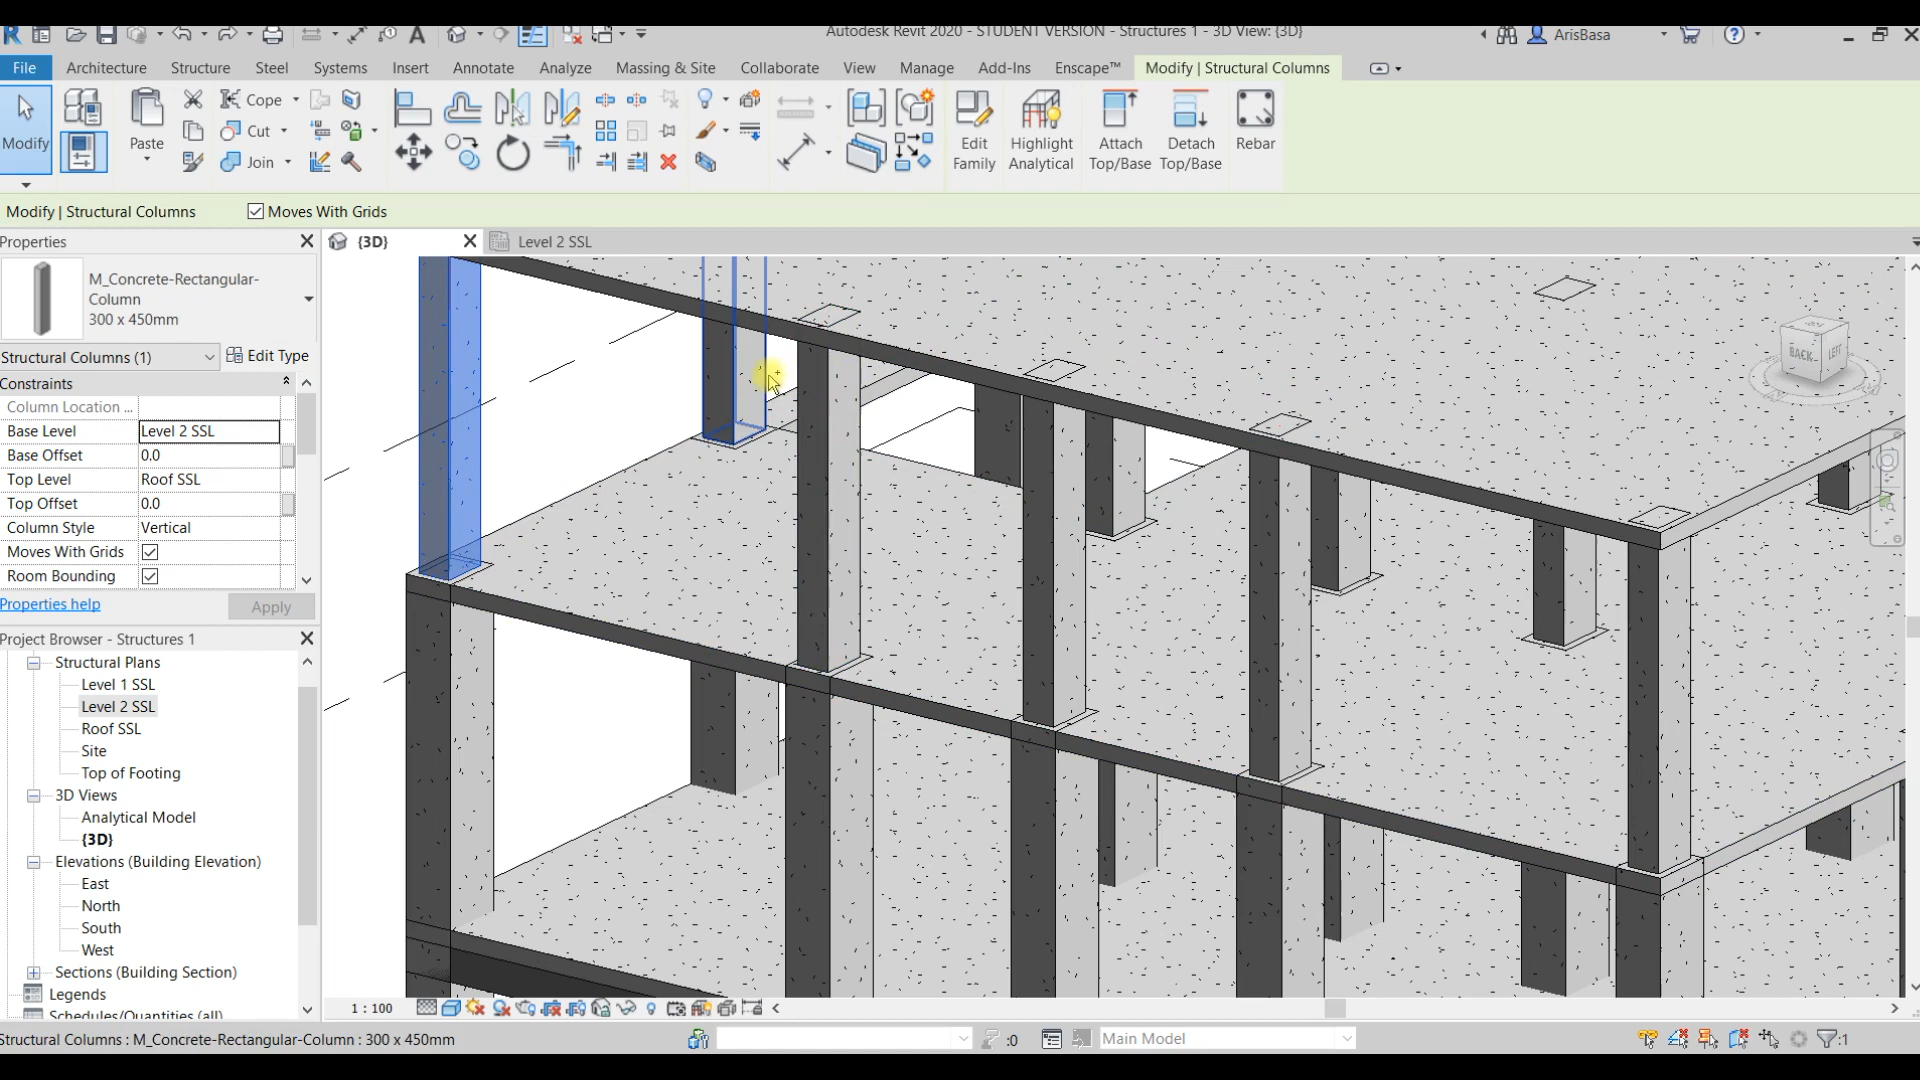 Autodesk Revit 2020 - STUDENT VERSION - Structures 1 - 3D View: {3D}
ArisBasa
File Architecture Structure Steel Systems Insert Annotate Analyze Massing & Site Collaborate View Manage Add-Ins Enscape™ Modify | Structural Columns
Modify
Paste
Cope
Cut
Join
Edit
Family
Highlight
Analytical
Attach
Top/Base
Detach
Top/Base
Rebar
Modify | Structural Columns
Moves With Grids
Properties
{3D}
Level 2 SSL
M_Concrete-Rectangular-
Column
300 x 450mm
Structural Columns (1)
Edit Type
Constraints
Column Location ...
Base Level Level 2 SSL
Base Offset 0.0
Top Level Roof SSL
Top Offset 0.0
Column Style Vertical
Moves With Grids
Room Bounding
Properties help
Apply
Project Browser - Structures 1
Structural Plans
Level 1 SSL
Level 2 SSL
Roof SSL
Site
Top of Footing
3D Views
Analytical Model
{3D}
Elevations (Building Elevation)
East
North
South
West
Sections (Building Section)
Legends
Schedules/Quantities (all)
BACK
LEFT
1 : 100
Structural Columns : M_Concrete-Rectangular-Column : 300 x 450mm
:0
Main Model
:1